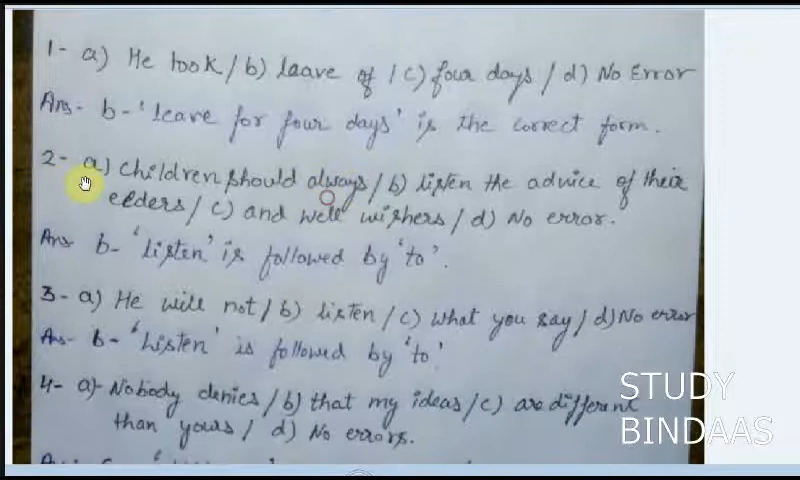 1- a) He took / b) leave of / c) four days / d) No Error
Ans- b- 'leave for four days' is the correct form.
2- a) Children should always / b) listen the advice of their
elders / c) and well wishers / d) No error.
Ans b- 'listen' is followed by 'to'.
3- a) He will not / b) listen / c) what you say / d) No error
Ans- b- 'Listen' is followed by 'to'.
4- a)- Nobody denies / b) that my ideas / c) are different
than yours / d) No errors.
STUDY
BINDAAS